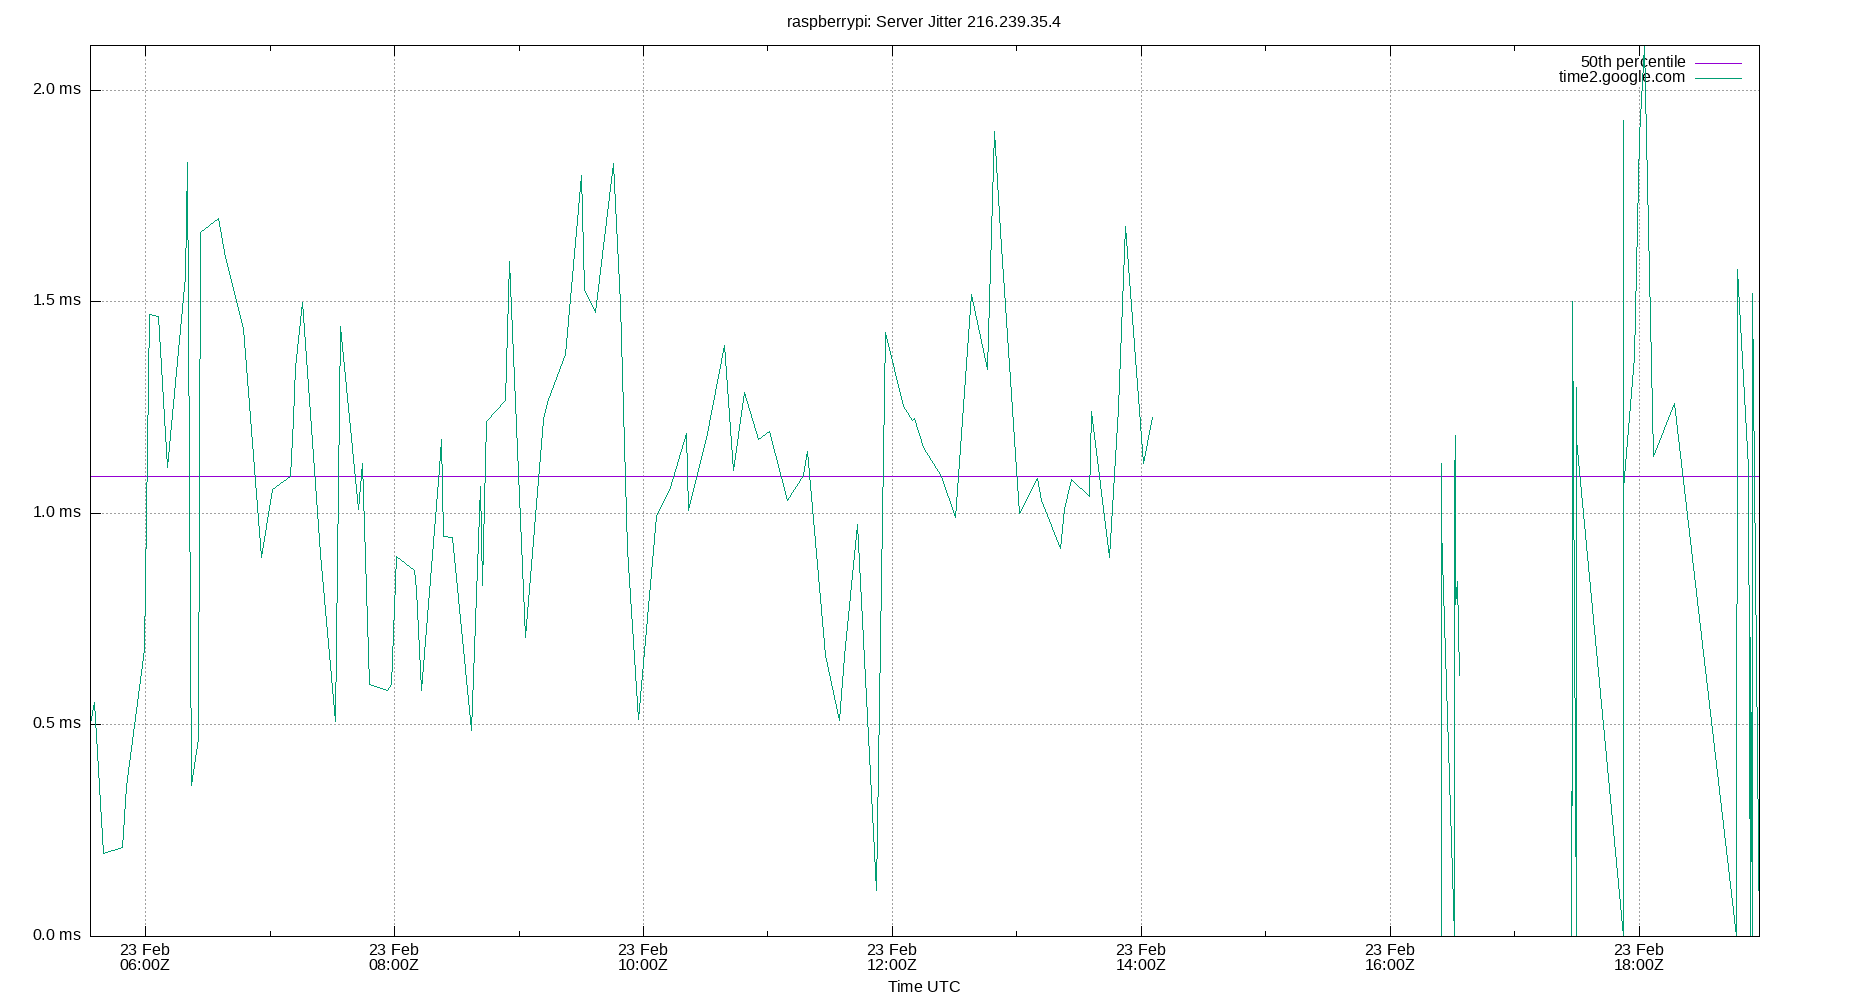 raspberrypi: Server Jitter 216.239.35.4
50th percentile
time2.google.com
2.0 ms
1.5 ms
1.0 ms
0.5 ms
0.0 ms
23 Feb 23 Feb 23 Feb 23 Feb 23 Feb 23 Feb 23 Feb
06:00Z 08:00Z 10:00Z 12:00Z 14:00Z 16:00Z 18:00Z
Time UTC